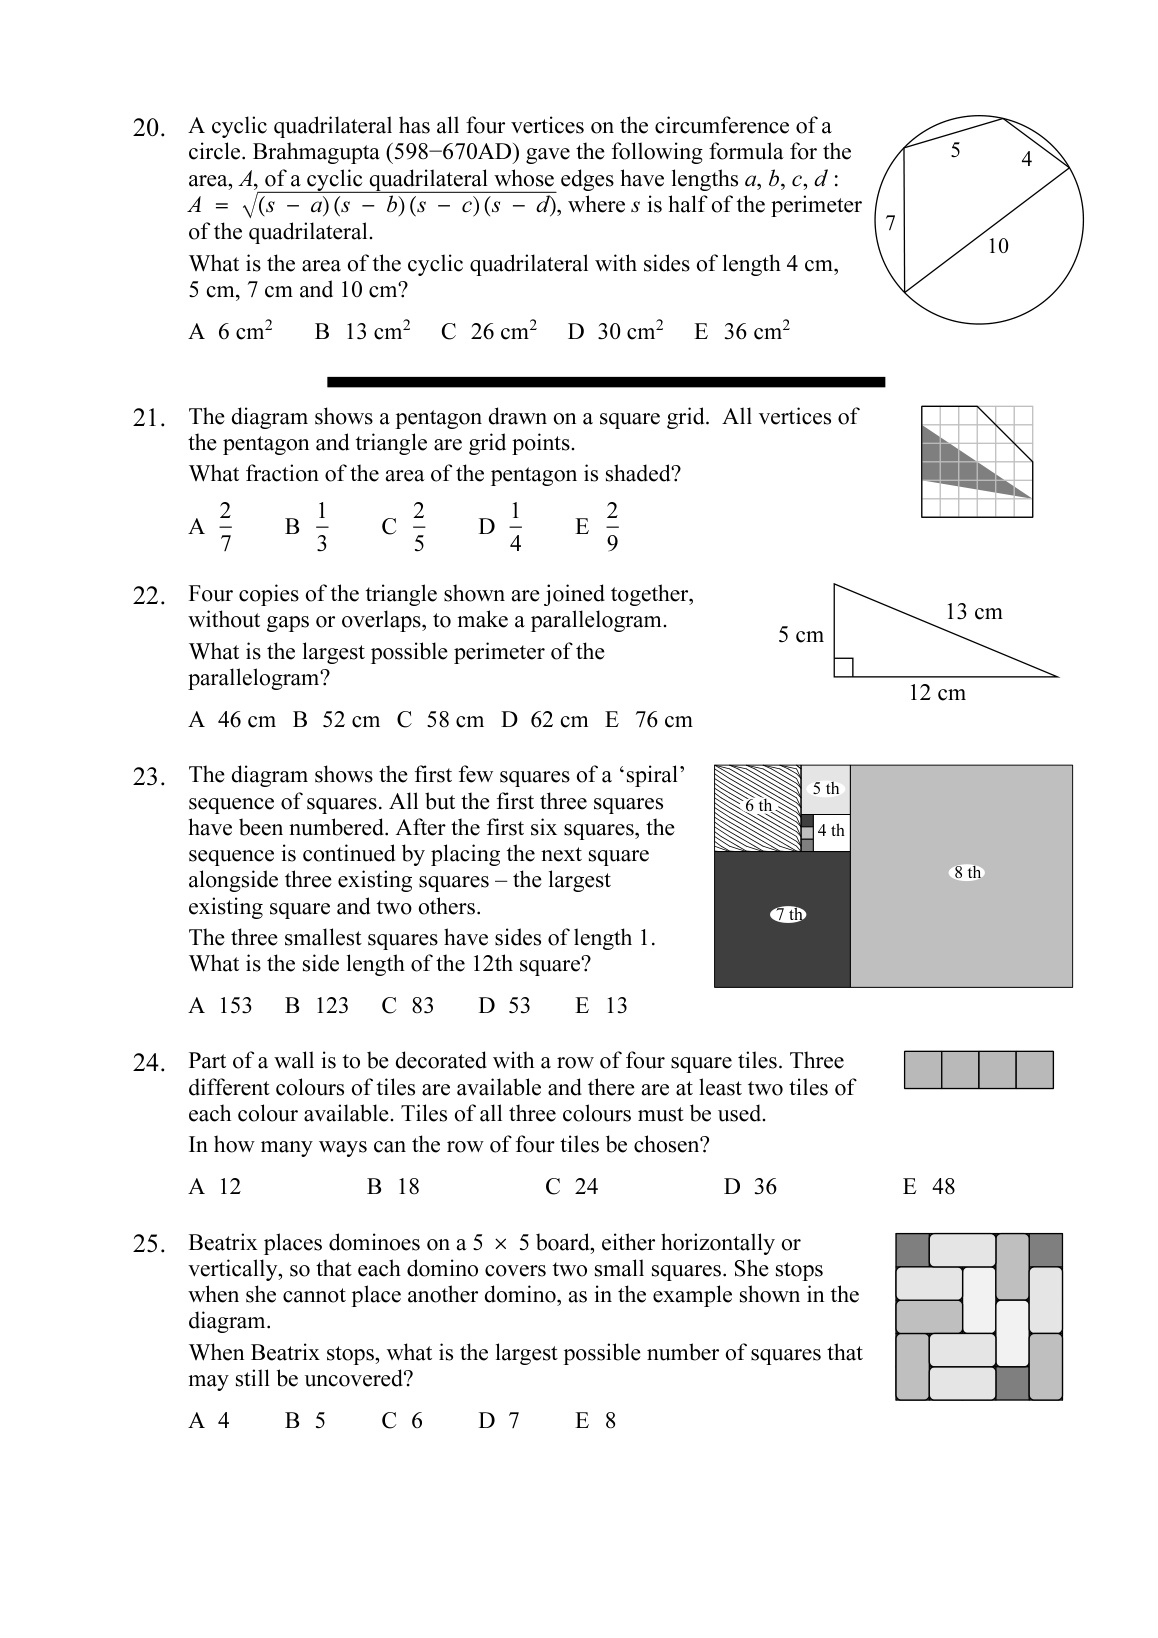 20. A cyclic quadrilateral has all four vertices on the circumference of a
circle. Brahmagupta (598−670AD) gave the following formula for the
area, A, of a cyclic quadrilateral whose edges have lengths a, b, c, d :
A = √(s − a)(s − b)(s − c)(s − d), where s is half of the perimeter
of the quadrilateral.
What is the area of the cyclic quadrilateral with sides of length 4 cm,
5 cm, 7 cm and 10 cm?
A 6 cm² B 13 cm² C 26 cm² D 30 cm² E 36 cm²
5
4
7
10
21. The diagram shows a pentagon drawn on a square grid. All vertices of
the pentagon and triangle are grid points.
What fraction of the area of the pentagon is shaded?
A 2/7 B 1/3 C 2/5 D 1/4 E 2/9
22. Four copies of the triangle shown are joined together,
without gaps or overlaps, to make a parallelogram.
What is the largest possible perimeter of the
parallelogram?
A 46 cm B 52 cm C 58 cm D 62 cm E 76 cm
13 cm
5 cm
12 cm
23. The diagram shows the first few squares of a ‘spiral’
sequence of squares. All but the first three squares
have been numbered. After the first six squares, the
sequence is continued by placing the next square
alongside three existing squares – the largest
existing square and two others.
The three smallest squares have sides of length 1.
What is the side length of the 12th square?
A 153 B 123 C 83 D 53 E 13
5 th
6 th
4 th
8 th
7 th
24. Part of a wall is to be decorated with a row of four square tiles. Three
different colours of tiles are available and there are at least two tiles of
each colour available. Tiles of all three colours must be used.
In how many ways can the row of four tiles be chosen?
A 12 B 18 C 24 D 36 E 48
25. Beatrix places dominoes on a 5 × 5 board, either horizontally or
vertically, so that each domino covers two small squares. She stops
when she cannot place another domino, as in the example shown in the
diagram.
When Beatrix stops, what is the largest possible number of squares that
may still be uncovered?
A 4 B 5 C 6 D 7 E 8